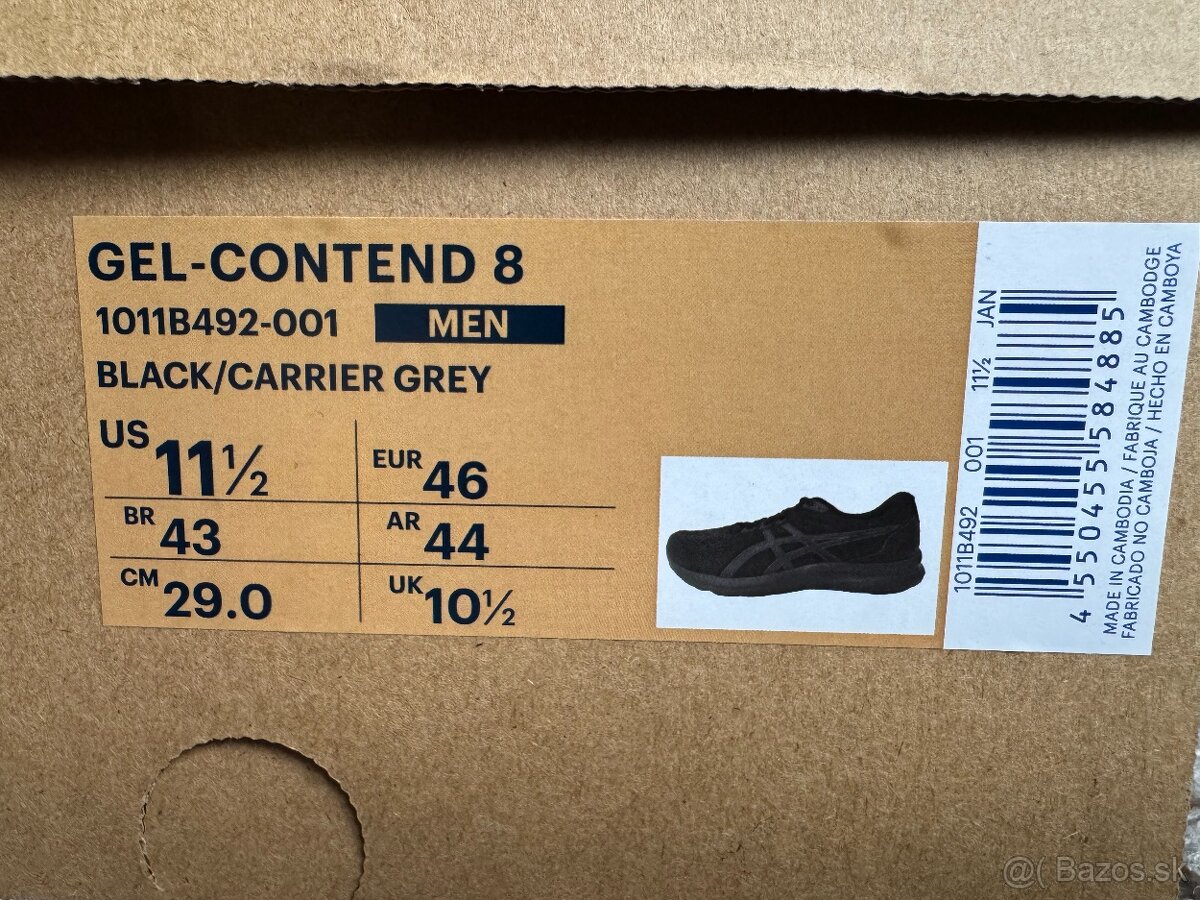 GEL-CONTEND 8
1011B492-001 MEN
BLACK/CARRIER GREY
US 11½ EUR 46
BR 43 AR 44
CM 29.0 UK 10½
1011B492 001 11½ JAN
4 550455 584885
MADE IN CAMBODIA / FABRIQUE AU CAMBODGE
FABRICADO NO CAMBOJA / HECHO EN CAMBOYA
@( Bazos.sk